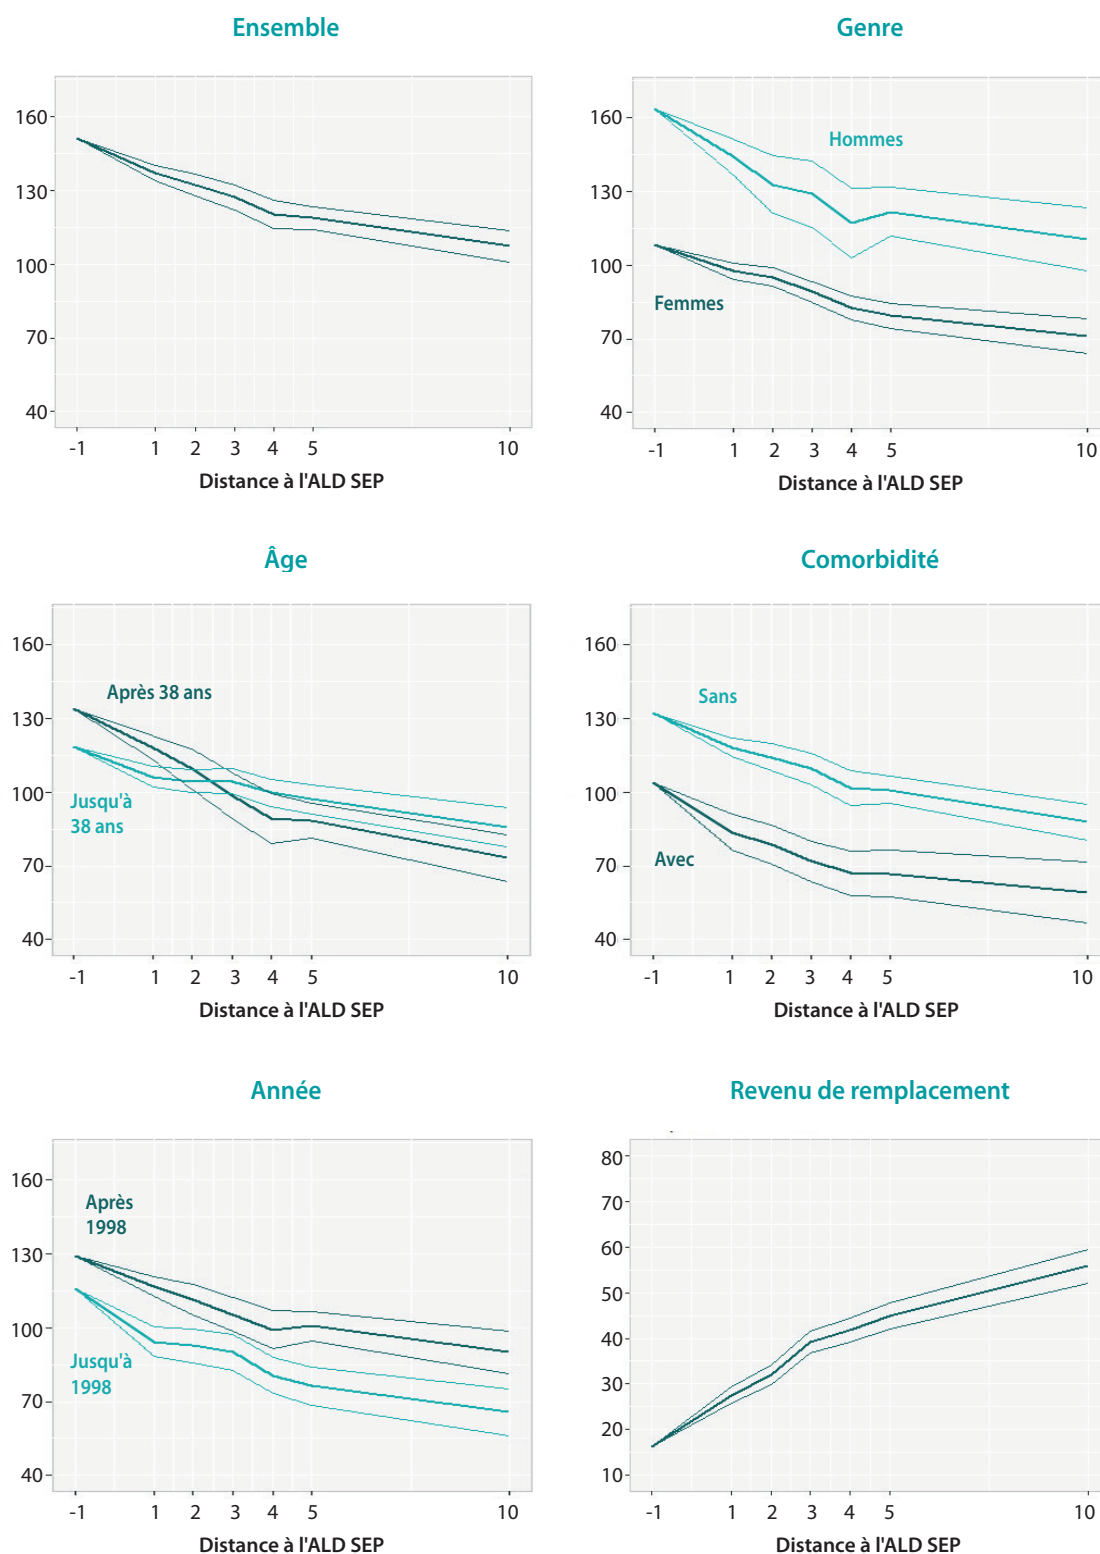 Ensemble
160
130
100
70
40
-1 1 2 3 4 5 10
Distance à l'ALD SEP
Genre
160
130
100
70
40
Hommes
Femmes
-1 1 2 3 4 5 10
Distance à l'ALD SEP
Âge
160
130
100
70
40
Après 38 ans
Jusqu'à
38 ans
-1 1 2 3 4 5 10
Distance à l'ALD SEP
Comorbidité
160
130
100
70
40
Sans
Avec
-1 1 2 3 4 5 10
Distance à l'ALD SEP
Année
160
130
100
70
40
Après
1998
Jusqu'à
1998
-1 1 2 3 4 5 10
Distance à l'ALD SEP
Revenu de remplacement
80
70
60
50
40
30
20
10
-1 1 2 3 4 5 10
Distance à l'ALD SEP